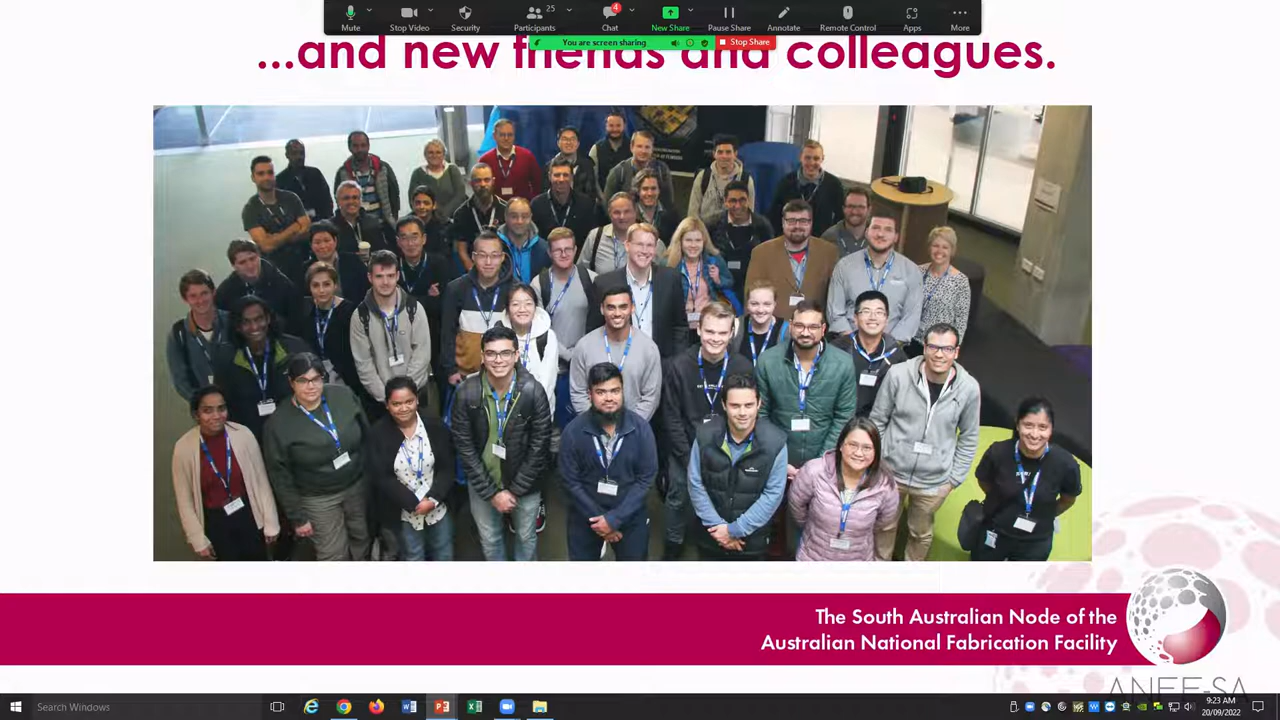 25
4
Mute
Stop Video
Security
Participants
Chat
New Share
Pause Share
Annotate
Remote Control
Apps
More
You are screen sharing
Stop Share
...and new friends and colleagues.
The South Australian Node of the
Australian National Fabrication Facility
ANFF-SA
Search Windows
9:23 AM
20/09/2022